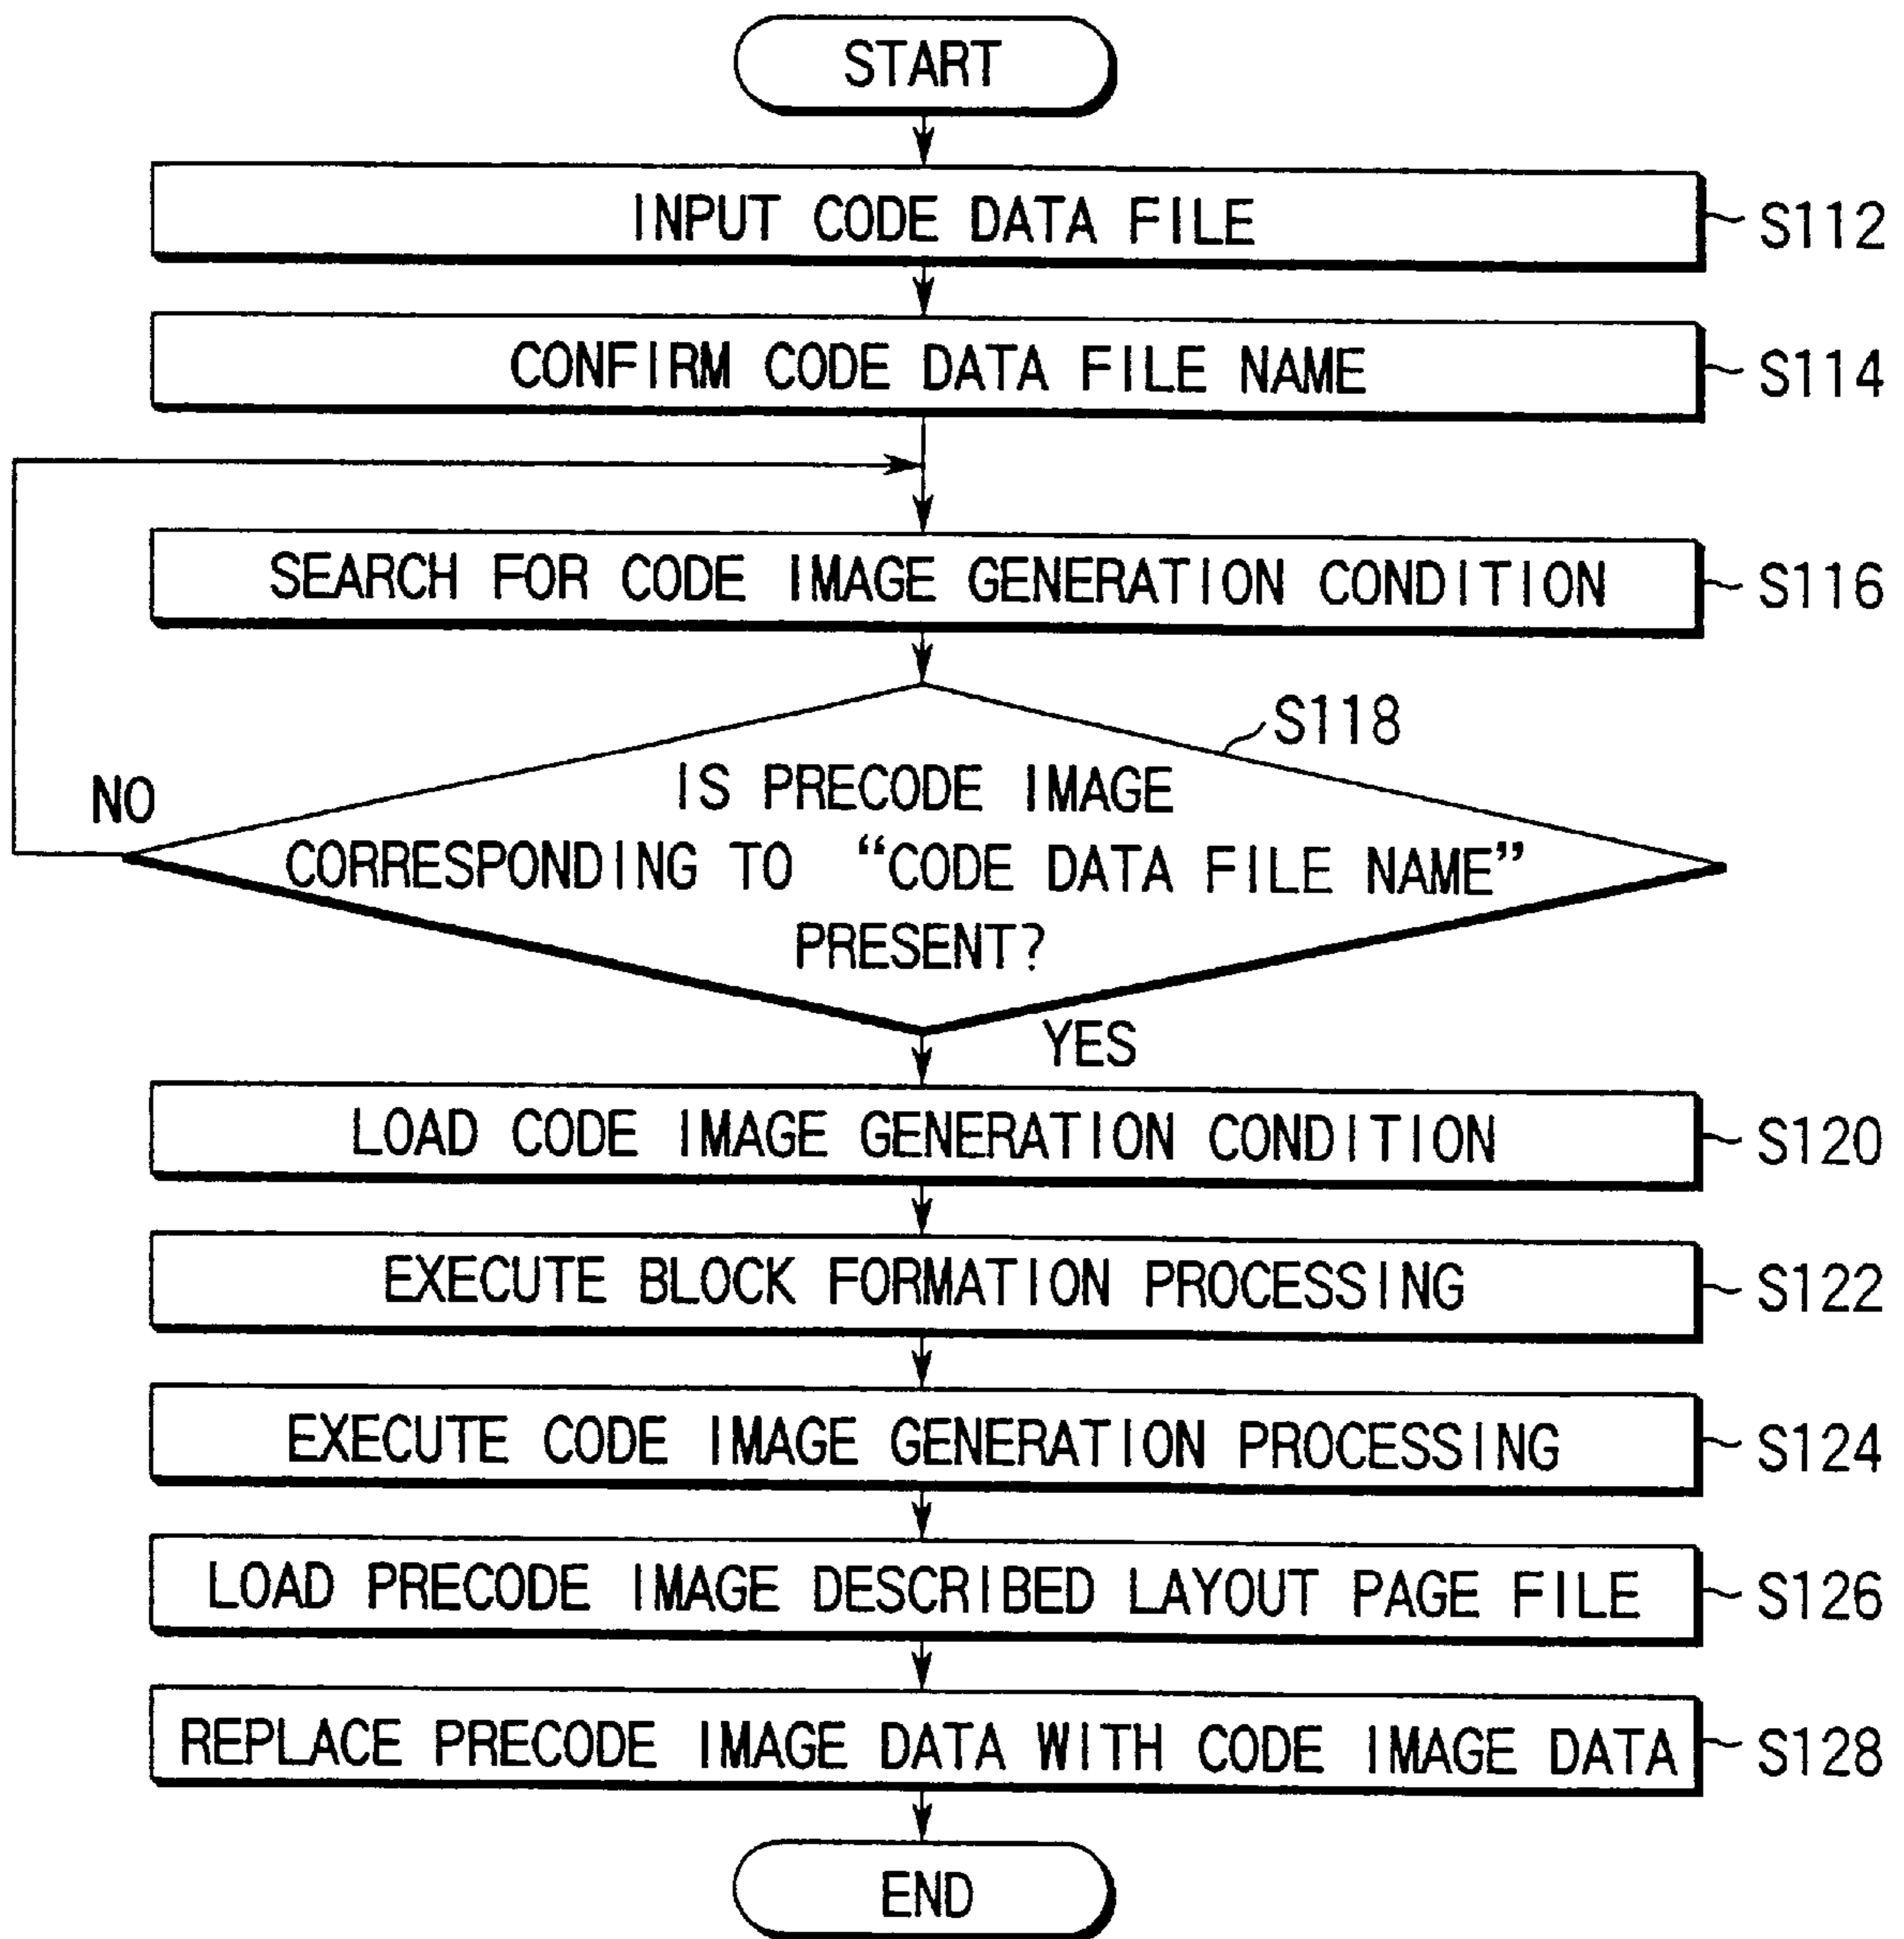 START
INPUT CODE DATA FILE
S112
CONFIRM CODE DATA FILE NAME
S114
SEARCH FOR CODE IMAGE GENERATION CONDITION
S116
S118
NO
IS PRECODE IMAGE
CORRESPONDING TO “CODE DATA FILE NAME”
PRESENT?
YES
LOAD CODE IMAGE GENERATION CONDITION
S120
EXECUTE BLOCK FORMATION PROCESSING
S122
EXECUTE CODE IMAGE GENERATION PROCESSING
S124
LOAD PRECODE IMAGE DESCRIBED LAYOUT PAGE FILE
S126
REPLACE PRECODE IMAGE DATA WITH CODE IMAGE DATA
S128
END